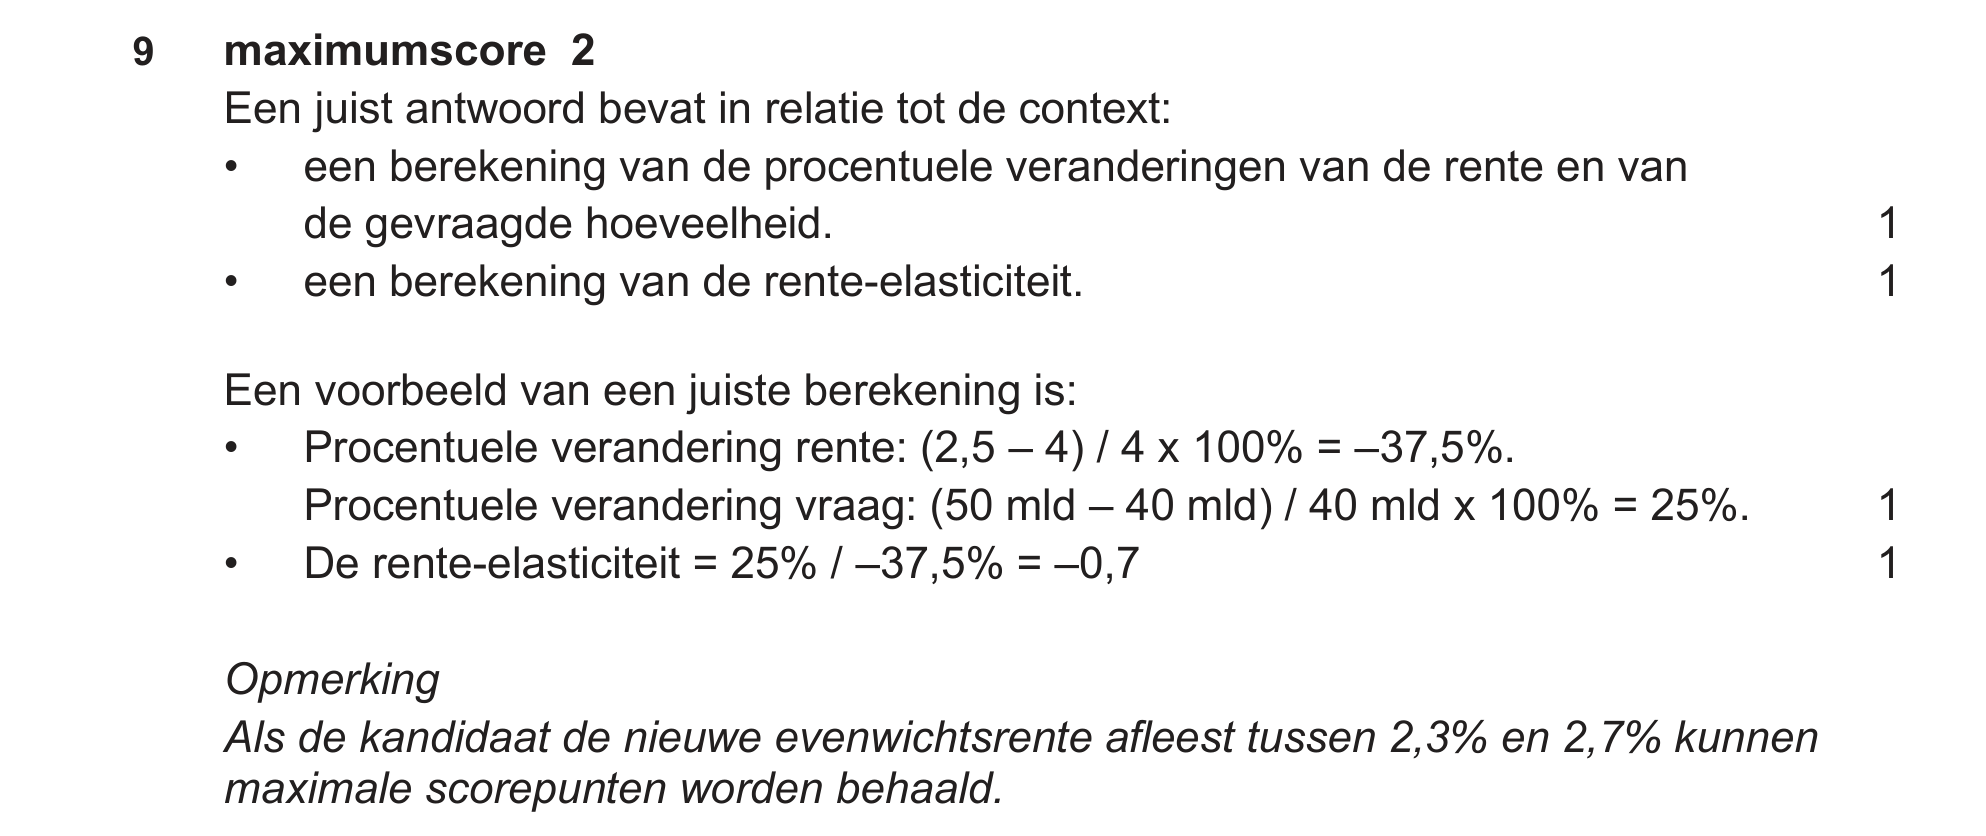 9 maximumscore 2
Een juist antwoord bevat in relatie tot de context:
• een berekening van de procentuele veranderingen van de rente en van
de gevraagde hoeveelheid. 1
• een berekening van de rente-elasticiteit. 1
Een voorbeeld van een juiste berekening is:
• Procentuele verandering rente: (2,5 – 4) / 4 x 100% = –37,5%.
Procentuele verandering vraag: (50 mld – 40 mld) / 40 mld x 100% = 25%. 1
• De rente-elasticiteit = 25% / –37,5% = –0,7 1
Opmerking
Als de kandidaat de nieuwe evenwichtsrente afleest tussen 2,3% en 2,7% kunnen
maximale scorepunten worden behaald.